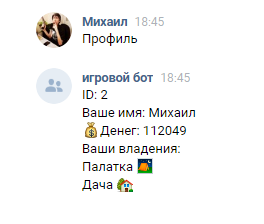 Михаил 18:45
Профиль
игровой бот 18:45
ID: 2
Ваше имя: Михаил
💰Денег: 112049
Ваши владения:
Палатка 🏕
Дача 🏡